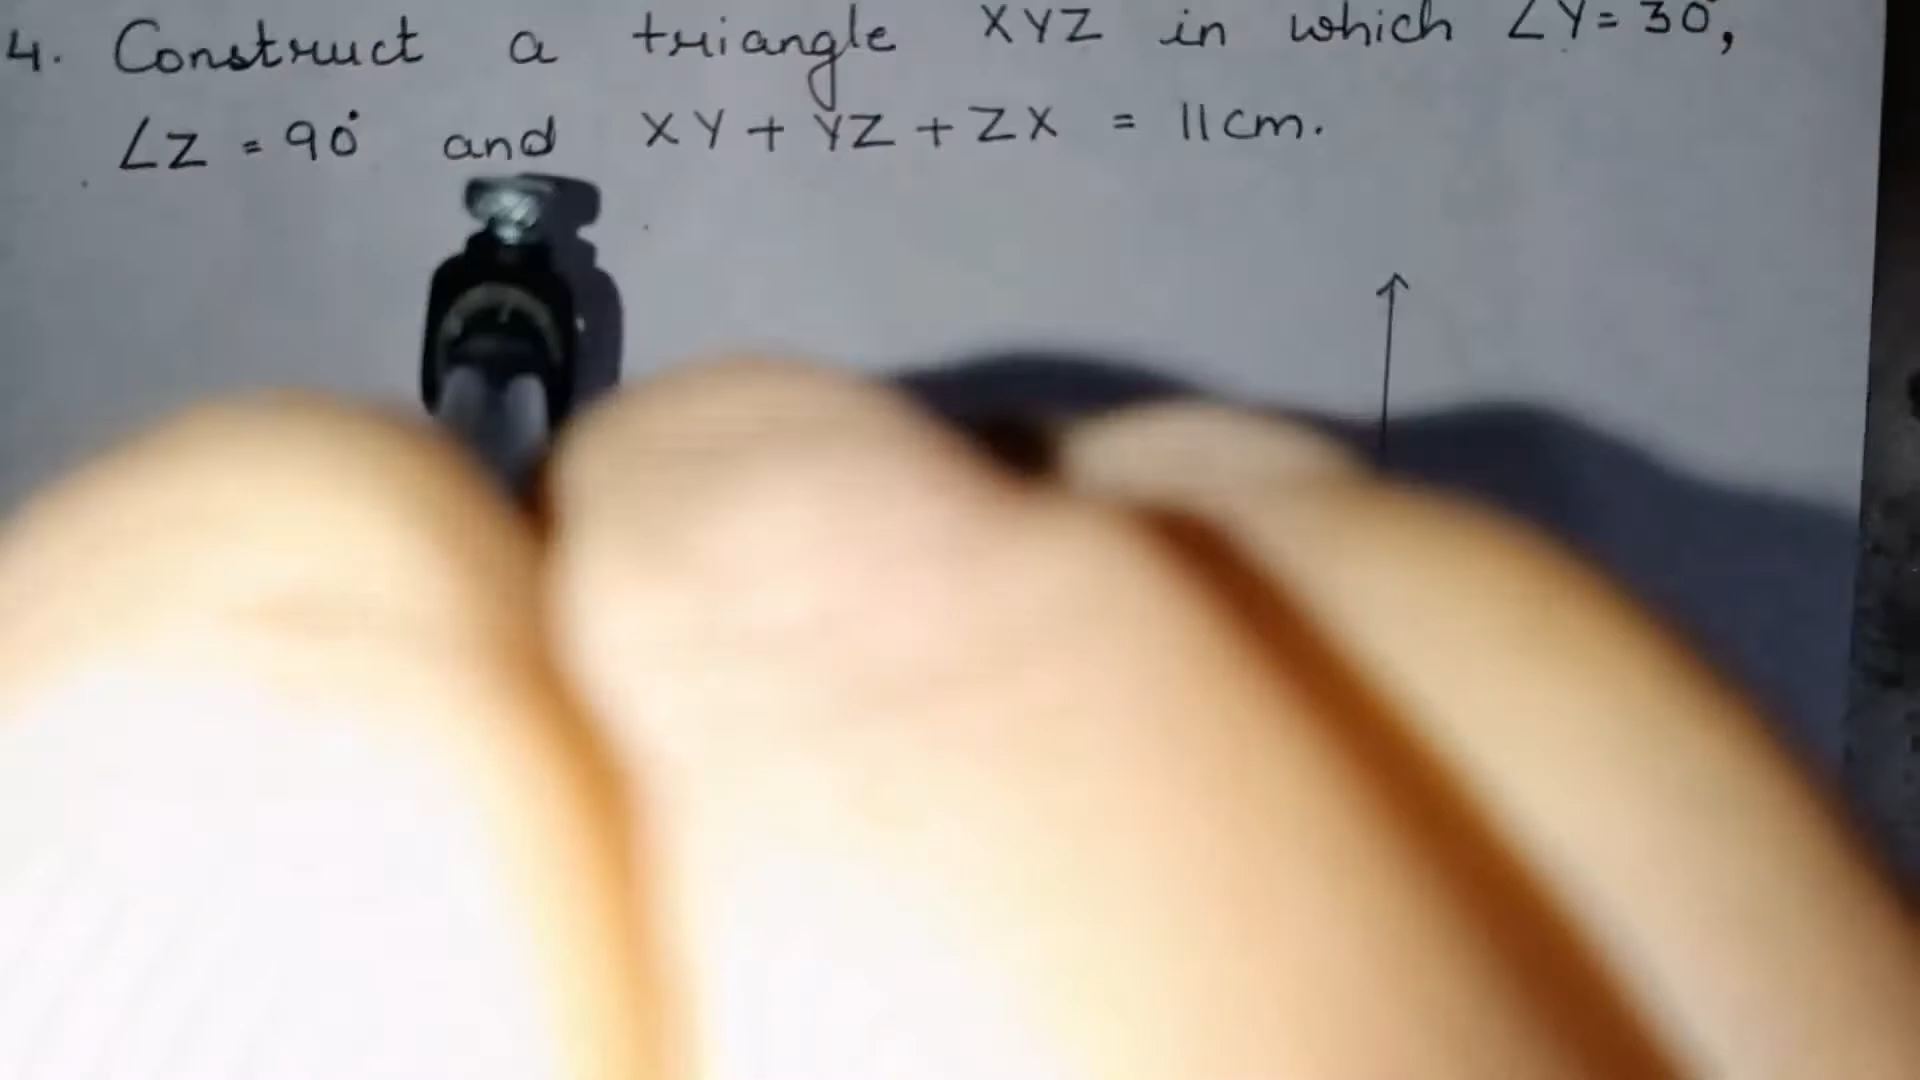 4. Construct a triangle XYZ in which ∠Y = 30°,
∠Z = 90° and XY + YZ + ZX = 11cm.